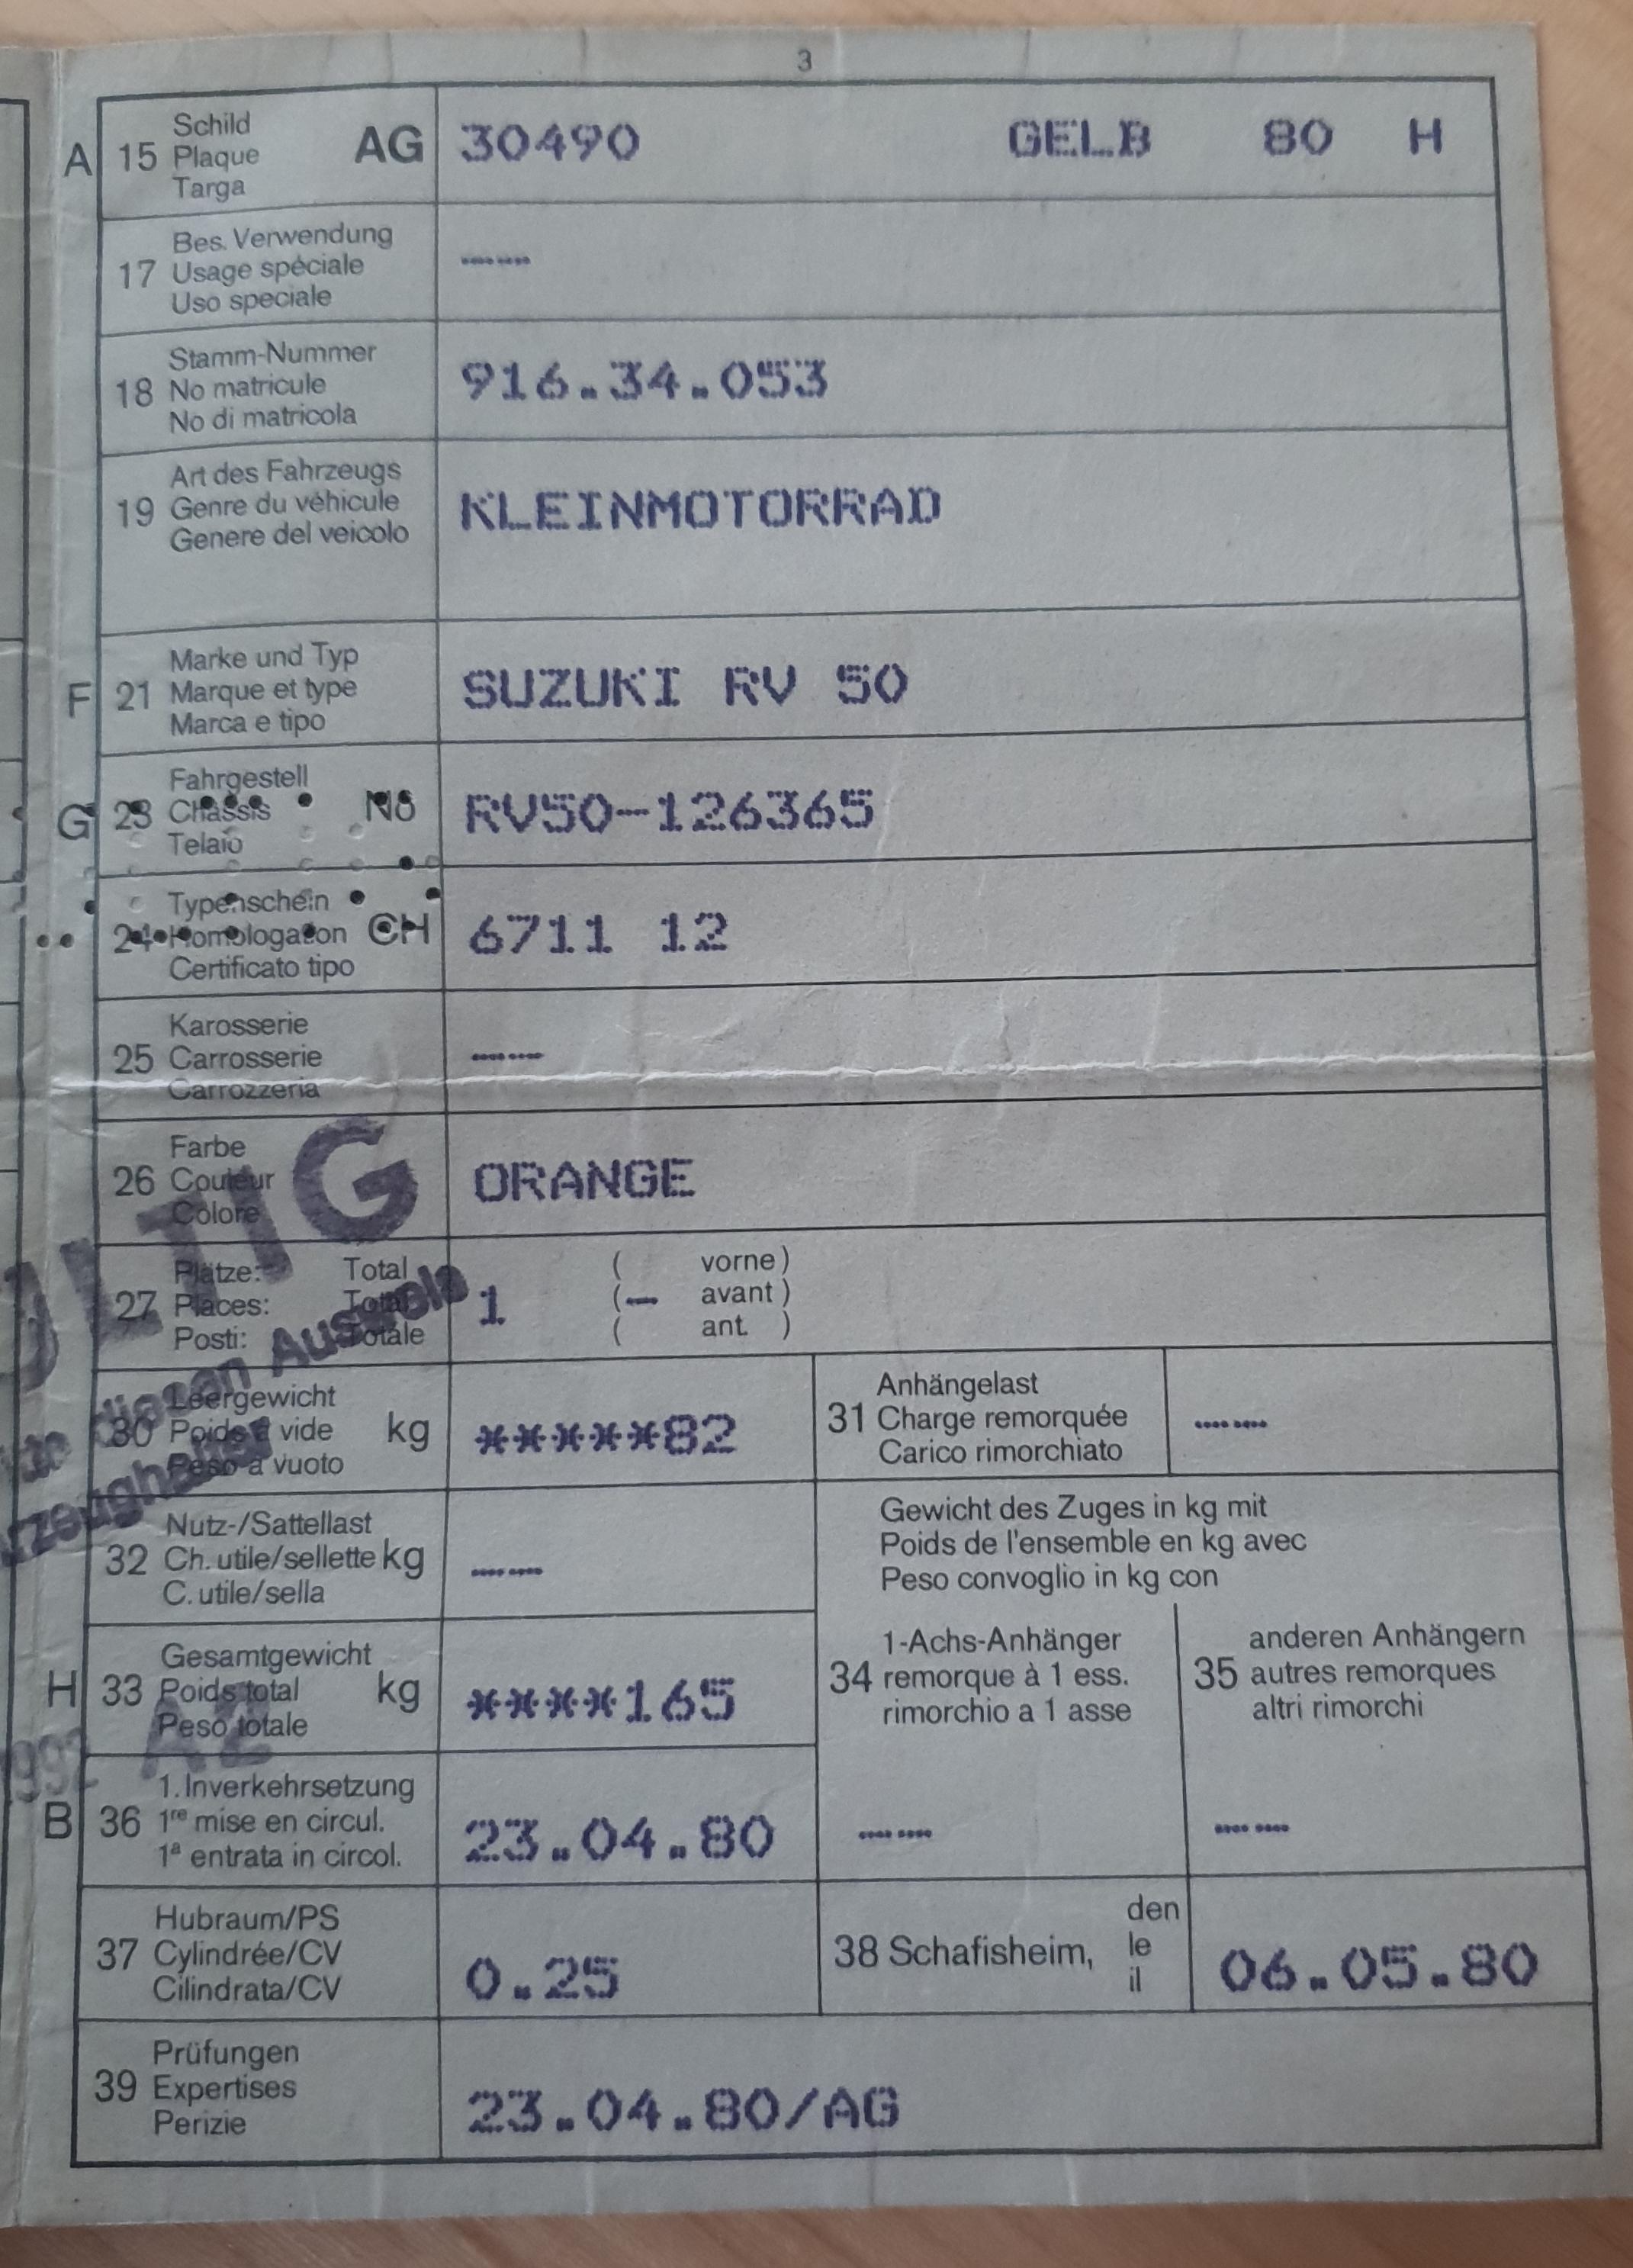 3
A 15 Schild
Plaque
Targa
AG 30490 GELB 80 H
17 Bes. Verwendung
Usage spéciale
Uso speciale
-------
18 Stamm-Nummer
No matricule
No di matricola
916.34.053
19 Art des Fahrzeugs
Genre du véhicule
Genere del veicolo
KLEINMOTORRAD
F 21 Marke und Typ
Marque et type
Marca e tipo
SUZUKI RV 50
G 23 Fahrgestell
Chassis No
Telaio
RV50-126365
24 Typenschein
Homologation CH
Certificato tipo
6711 12
25 Karosserie
Carrosserie
Carrozzeria
-------
26 Farbe
Couleur
Colore
ORANGE
27 Plätze: Total
Places: Total
Posti: Totale
1
( vorne )
(– avant )
( ant. )
30 Leergewicht
Poids à vide kg
Peso a vuoto
*****82
31 Anhängelast
Charge remorquée
Carico rimorchiato
-------
32 Nutz-/Sattellast
Ch. utile/sellette kg
C. utile/sella
-------
Gewicht des Zuges in kg mit
Poids de l'ensemble en kg avec
Peso convoglio in kg con
H 33 Gesamtgewicht
Poids total kg
Peso totale
****165
34 1-Achs-Anhänger
remorque à 1 ess.
rimorchio a 1 asse
-------
35 anderen Anhängern
autres remorques
altri rimorchi
-------
B 36 1. Inverkehrsetzung
1re mise en circul.
1a entrata in circol.
23.04.80
37 Hubraum/PS
Cylindrée/CV
Cilindrata/CV
0.25
38 Schafisheim,
den
le
il
06.05.80
39 Prüfungen
Expertises
Perizie
23.04.80/AG
LTIG
diesen Ausweis